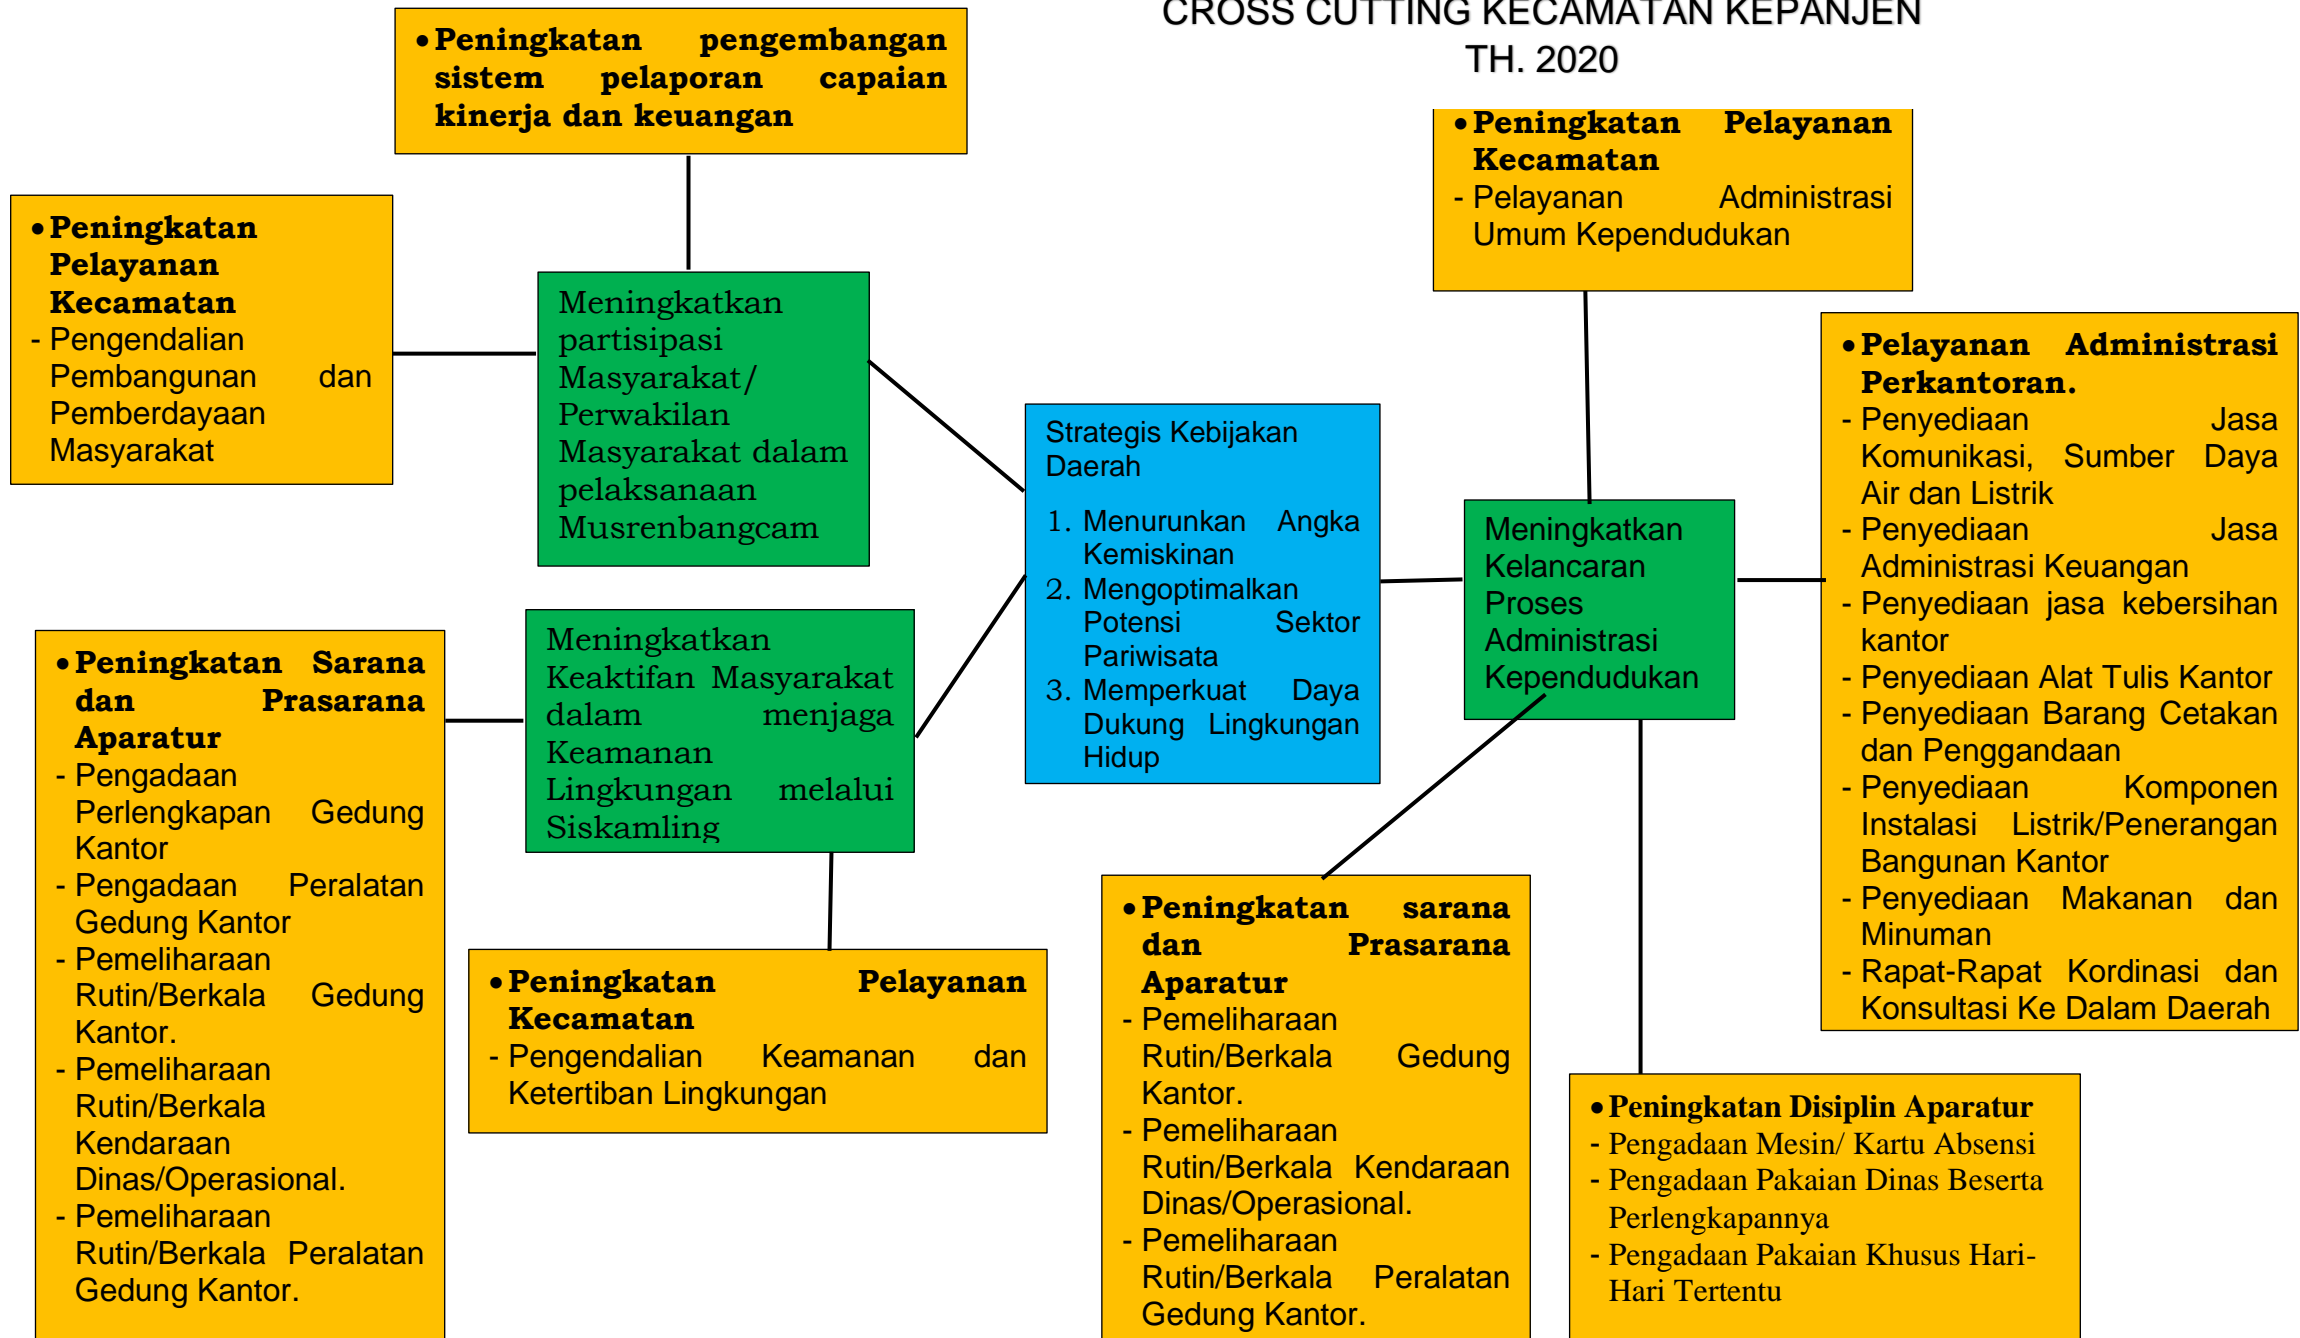 CROSS CUTTING KECAMATAN KEPANJEN
TH. 2020
•Peningkatan pengembangan
sistem pelaporan capaian
kinerja dan keuangan
•Peningkatan Pelayanan
Kecamatan
- Pelayanan Administrasi
Umum Kependudukan
•Peningkatan
Pelayanan
Kecamatan
- Pengendalian
Pembangunan dan
Pemberdayaan
Masyarakat
Meningkatkan
partisipasi
Masyarakat/
Perwakilan
Masyarakat dalam
pelaksanaan
Musrenbangcam
Strategis Kebijakan
Daerah
1. Menurunkan Angka
Kemiskinan
2. Mengoptimalkan
Potensi Sektor
Pariwisata
3. Memperkuat Daya
Dukung Lingkungan
Hidup
Meningkatkan
Kelancaran
Proses
Administrasi
Kependudukan
•Pelayanan Administrasi
Perkantoran.
- Penyediaan Jasa
Komunikasi, Sumber Daya
Air dan Listrik
- Penyediaan Jasa
Administrasi Keuangan
- Penyediaan jasa kebersihan
kantor
- Penyediaan Alat Tulis Kantor
- Penyediaan Barang Cetakan
dan Penggandaan
- Penyediaan Komponen
Instalasi Listrik/Penerangan
Bangunan Kantor
- Penyediaan Makanan dan
Minuman
- Rapat-Rapat Kordinasi dan
Konsultasi Ke Dalam Daerah
•Peningkatan Sarana
dan Prasarana
Aparatur
- Pengadaan
Perlengkapan Gedung
Kantor
- Pengadaan Peralatan
Gedung Kantor
- Pemeliharaan
Rutin/Berkala Gedung
Kantor.
- Pemeliharaan
Rutin/Berkala
Kendaraan
Dinas/Operasional.
- Pemeliharaan
Rutin/Berkala Peralatan
Gedung Kantor.
Meningkatkan
Keaktifan Masyarakat
dalam menjaga
Keamanan
Lingkungan melalui
Siskamling
•Peningkatan Pelayanan
Kecamatan
- Pengendalian Keamanan dan
Ketertiban Lingkungan
•Peningkatan sarana
dan Prasarana
Aparatur
- Pemeliharaan
Rutin/Berkala Gedung
Kantor.
- Pemeliharaan
Rutin/Berkala Kendaraan
Dinas/Operasional.
- Pemeliharaan
Rutin/Berkala Peralatan
Gedung Kantor.
•Peningkatan Disiplin Aparatur
- Pengadaan Mesin/ Kartu Absensi
- Pengadaan Pakaian Dinas Beserta
Perlengkapannya
- Pengadaan Pakaian Khusus Hari-
Hari Tertentu